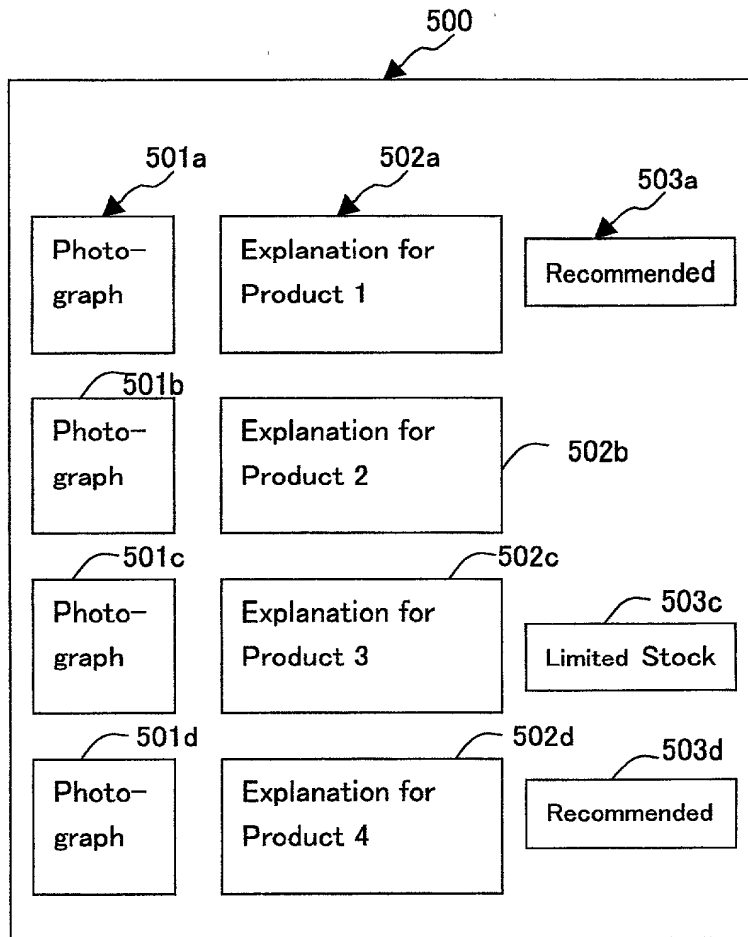 500
501a
502a
503a
Photo-
graph
Explanation for
Product 1
Recommended
501b
Photo-
graph
Explanation for
Product 2
502b
501c
502c
503c
Photo-
graph
Explanation for
Product 3
Limited Stock
501d
502d
503d
Photo-
graph
Explanation for
Product 4
Recommended